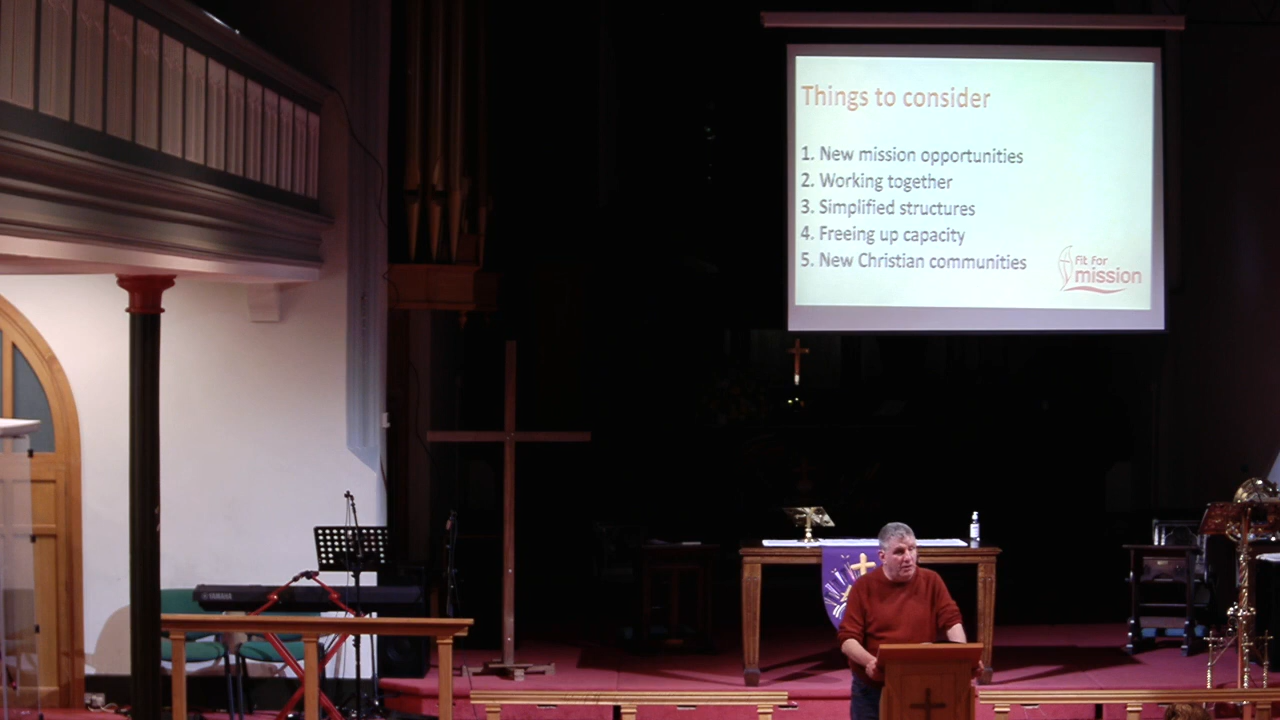 Things to consider
1. New mission opportunities
2. Working together
3. Simplified structures
4. Freeing up capacity
5. New Christian communities
Fit For
mission
YAMAHA